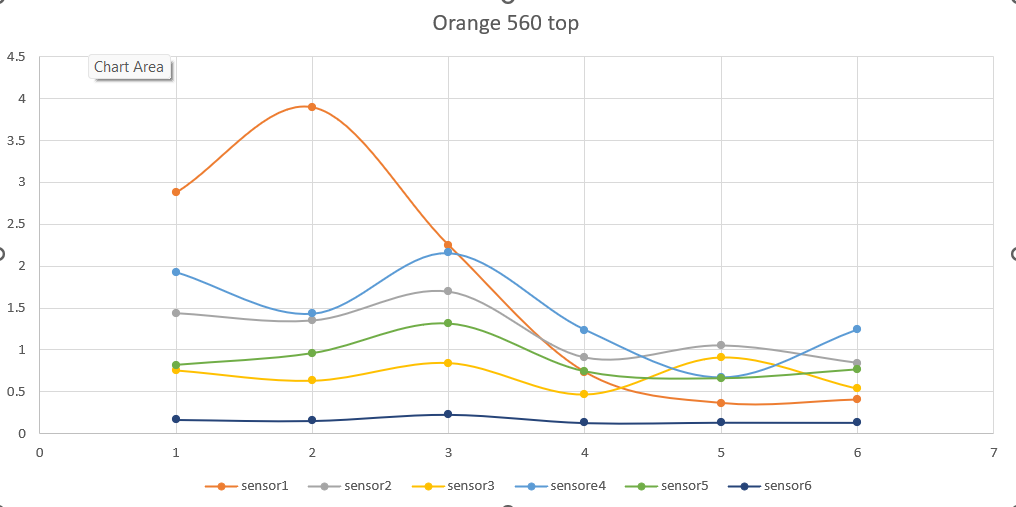 Orange 560 top
4.5
Chart Area
4
3.5
3
2.5
2
1.5
1
0.5
0
0 1 2 3 4 5 6 7
sensor1 sensor2 sensor3 sensore4 sensor5 sensor6